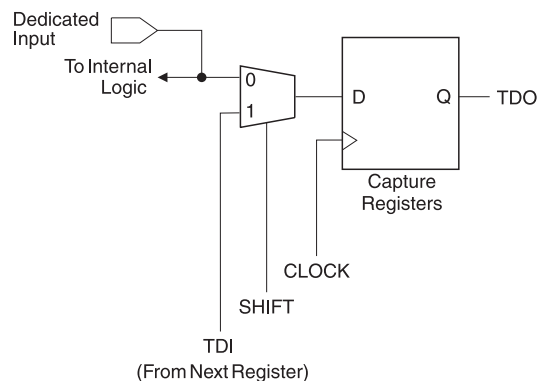 Dedicated
Input
To Internal
Logic
0
1
D
Q
TDO
Capture
Registers
CLOCK
SHIFT
TDI
(From Next Register)